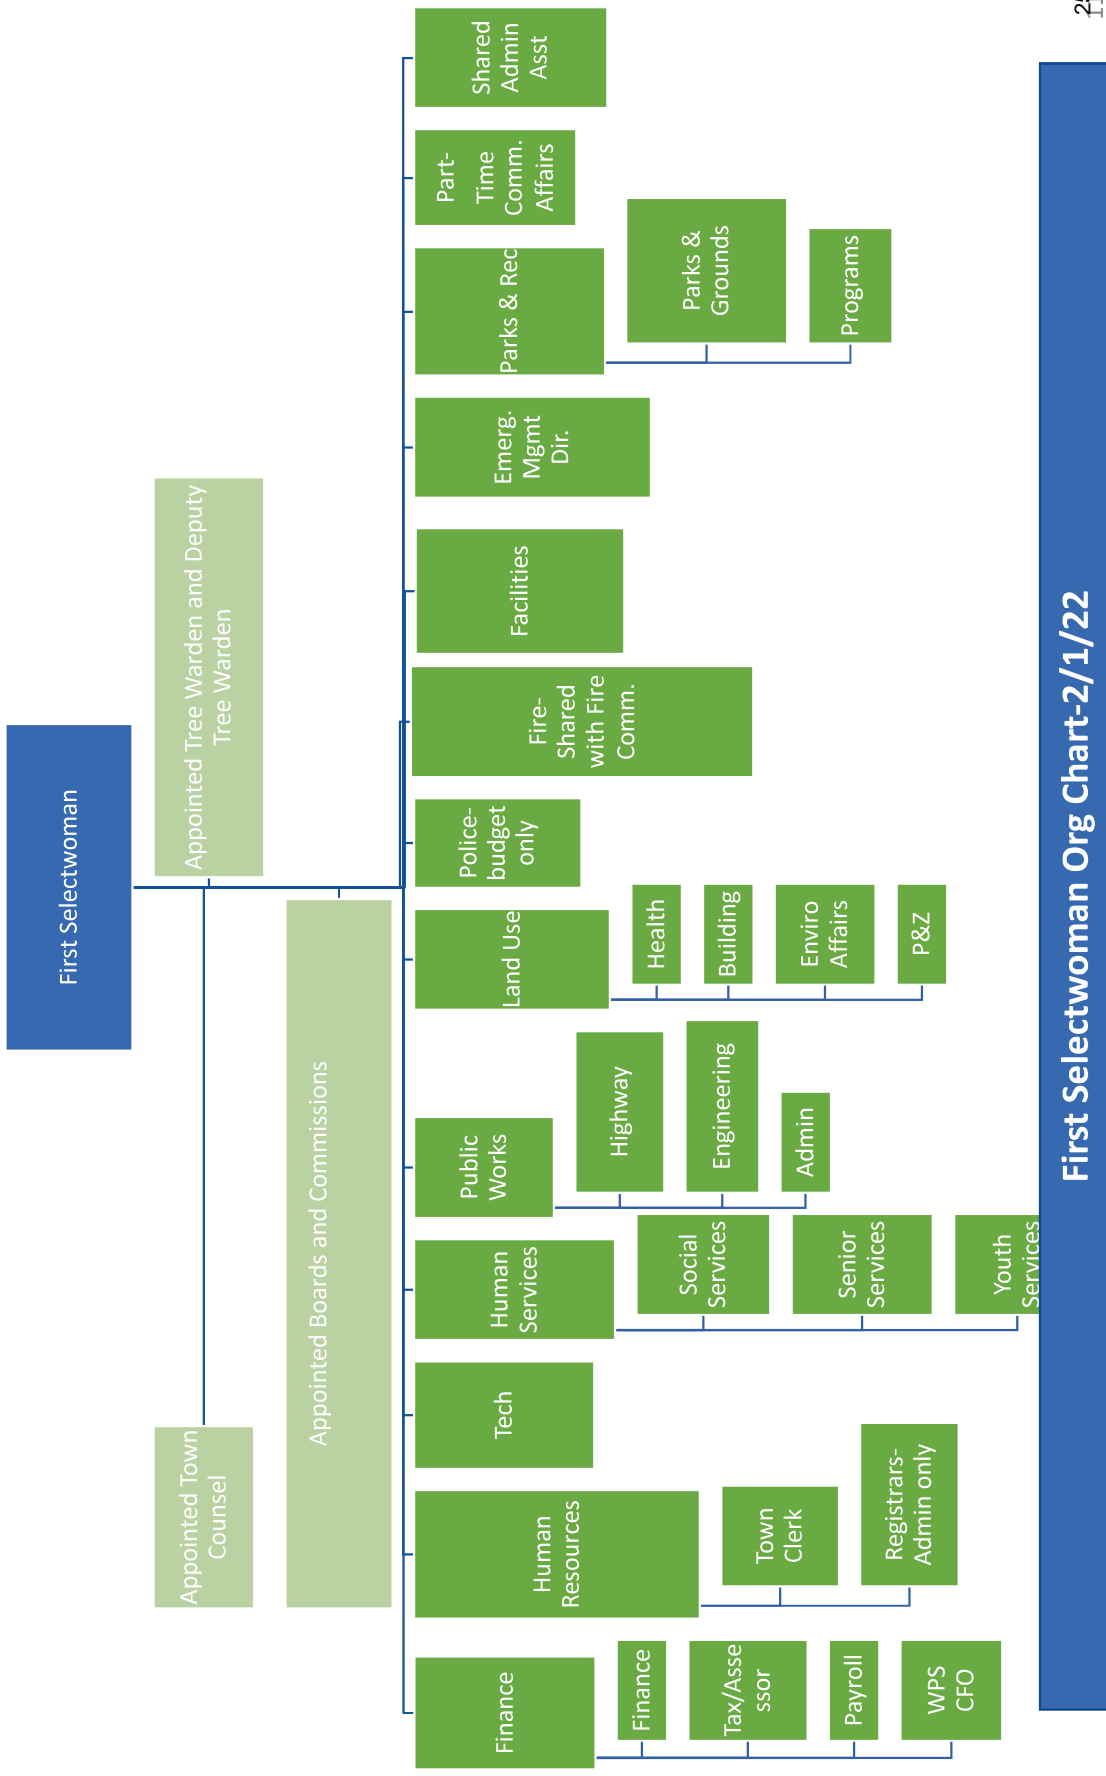 First Selectwoman
Appointed Town
Counsel
Appointed Tree Warden and Deputy
Tree Warden
Appointed Boards and Commissions
Finance
Finance
Tax/Asse
ssor
Payroll
WPS
CFO
Human
Resources
Town
Clerk
Registrars-
Admin only
Tech
Human
Services
Social
Services
Senior
Services
Youth
Services
Public
Works
Highway
Engineering
Admin
Land Use
Health
Building
Enviro
Affairs
P&Z
Police-
budget
only
Fire-
Shared
with Fire
Comm.
Facilities
Emerg.
Mgmt
Dir.
Parks & Rec
Parks &
Grounds
Programs
Part-
Time
Comm.
Affairs
Shared
Admin
Asst
First Selectwoman Org Chart-2/1/22